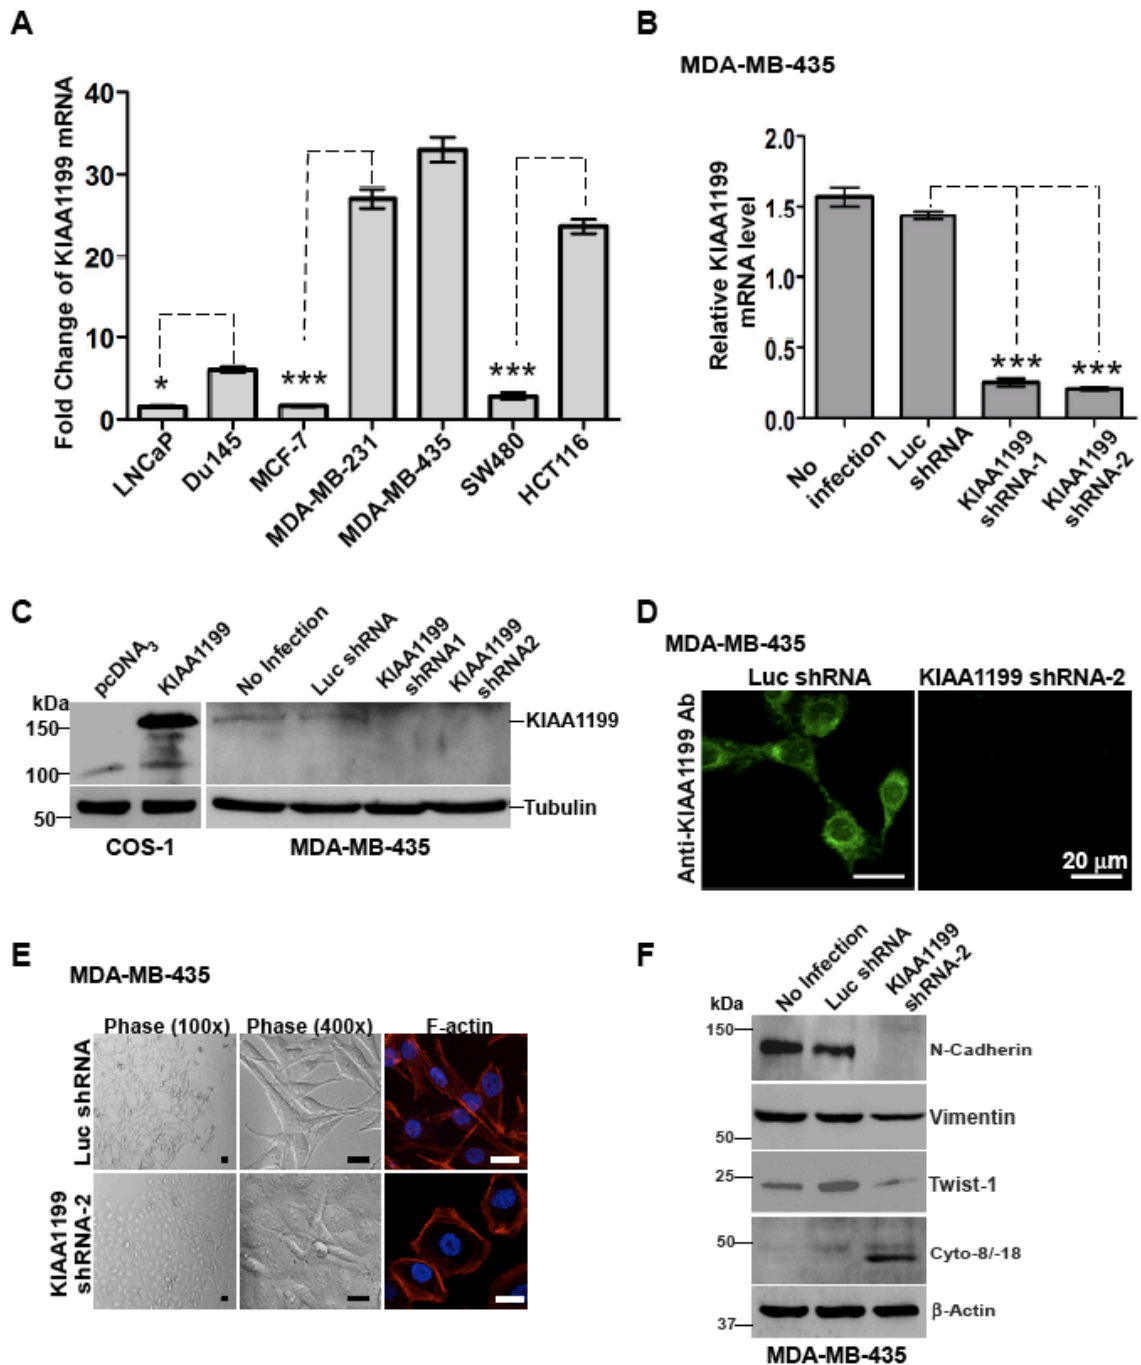 A
Fold Change of KIAA1199 mRNA
40
30
20
10
0
*
***
***
LNCaP
Du145
MCF-7
MDA-MB-231
MDA-MB-435
SW480
HCT116
B
MDA-MB-435
Relative KIAA1199
mRNA level
2.0
1.5
1.0
0.5
0.0
***
***
No
infection
Luc
shRNA
KIAA1199
shRNA-1
KIAA1199
shRNA-2
C
pcDNA3
KIAA1199
No Infection
Luc shRNA
KIAA1199
shRNA1
KIAA1199
shRNA2
kDa
150
100
50
KIAA1199
Tubulin
COS-1
MDA-MB-435
D
MDA-MB-435
Luc shRNA
KIAA1199 shRNA-2
Anti-KIAA1199 Ab
20 μm
E
MDA-MB-435
Phase (100x)
Phase (400x)
F-actin
Luc shRNA
KIAA1199
shRNA-2
F
No Infection
Luc shRNA
KIAA1199
shRNA-2
kDa
150
N-Cadherin
Vimentin
50
25
Twist-1
50
Cyto-8/-18
β-Actin
37
MDA-MB-435